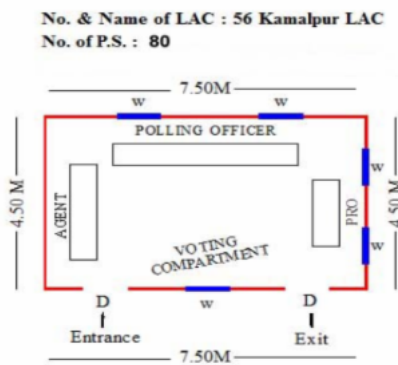 No. & Name of LAC : 56 Kamalpur LAC
No. of P.S. : 80
7.50M
W
W
POLLING OFFICER
4.50 M
AGENT
VOTING
COMPARTMENT
PRO
W
W
4.50 M
D
W
D
Entrance
Exit
7.50M